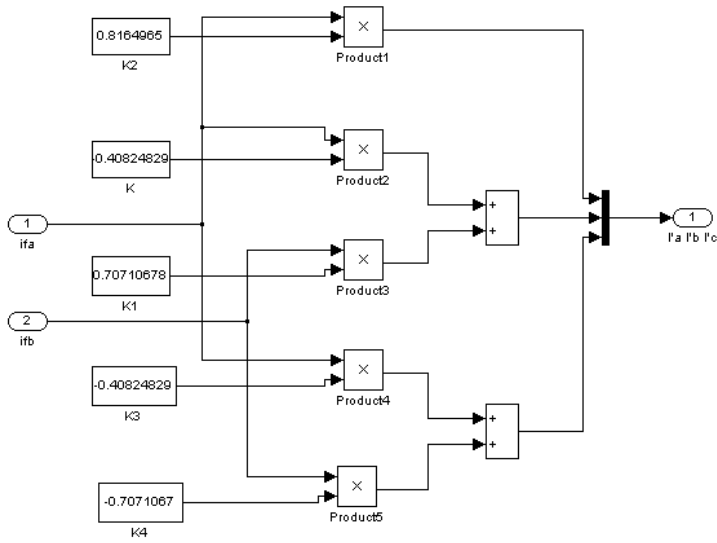 0.8164965
K2
×
Product1
-0.40824829
K
×
Product2
1
ifa
+
+
1
I'a I'b I'c
0.70710678
K1
×
Product3
2
ifb
-0.40824829
K3
×
Product4
+
+
-0.7071067
K4
×
Product5